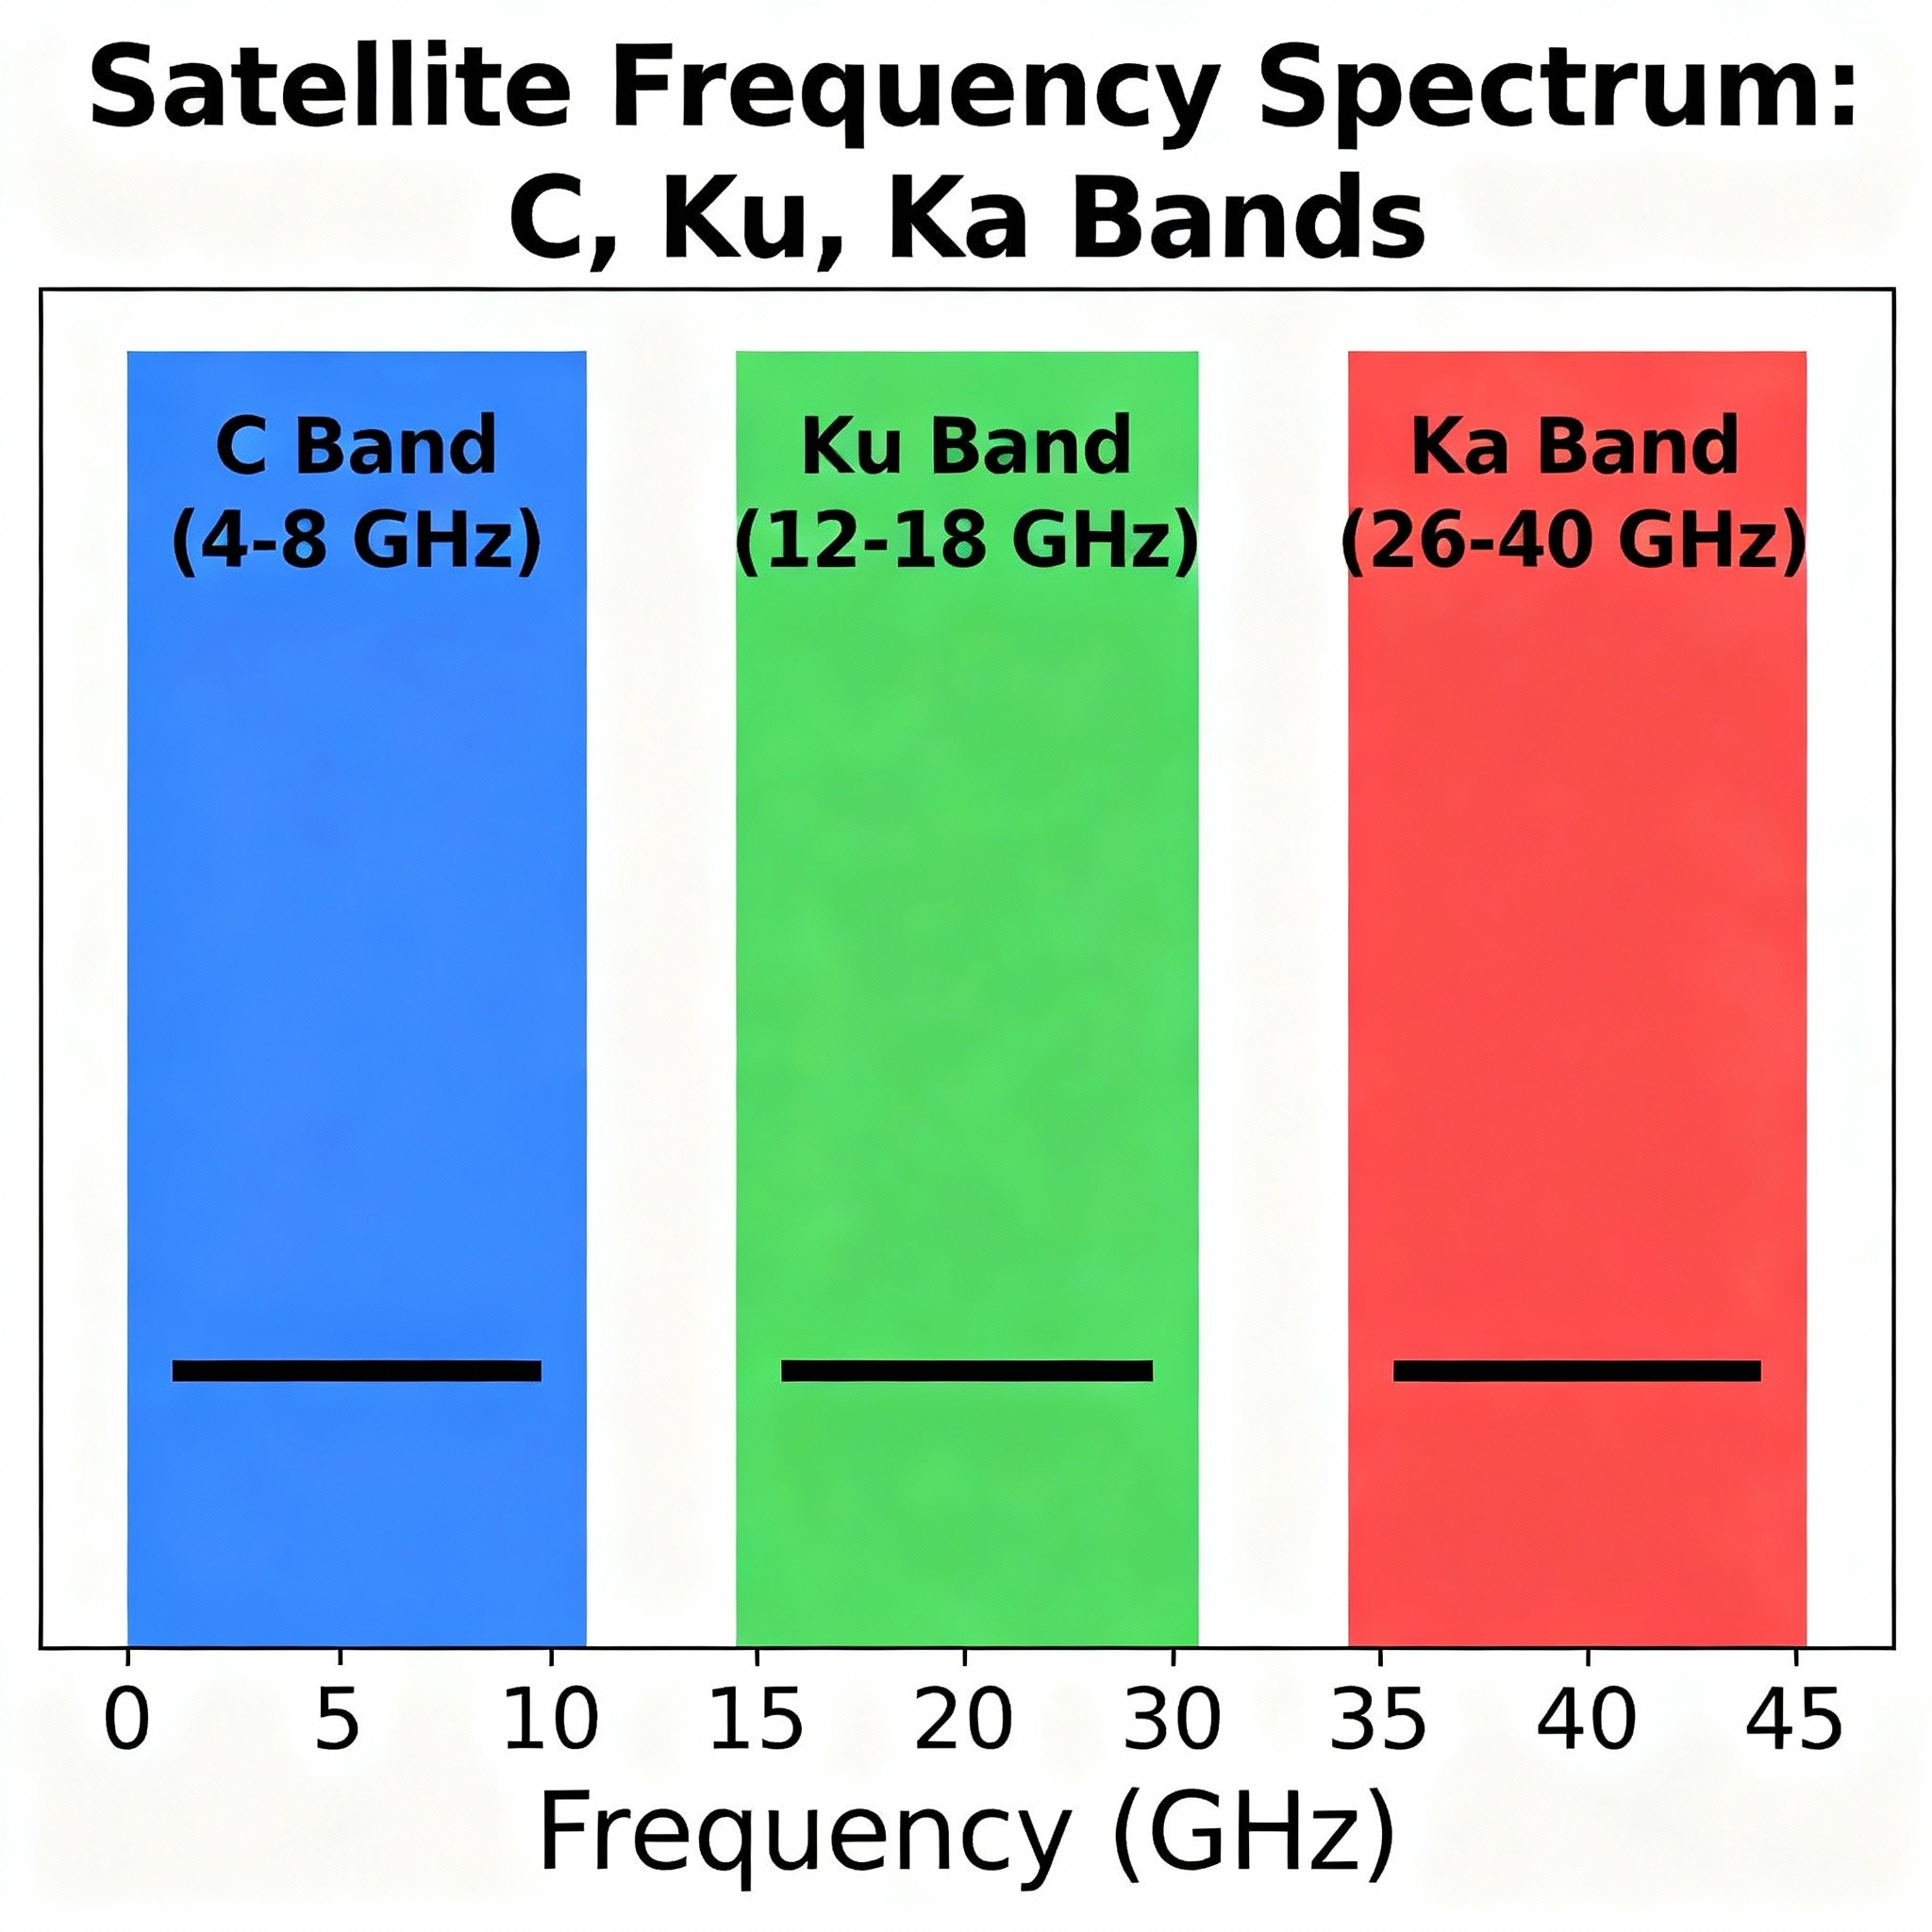 Satellite Frequency Spectrum:
C, Ku, Ka Bands
C Band
(4-8 GHz)
Ku Band
(12-18 GHz)
Ka Band
(26-40 GHz)
0 5 10 15 20 30 35 40 45
Frequency (GHz)